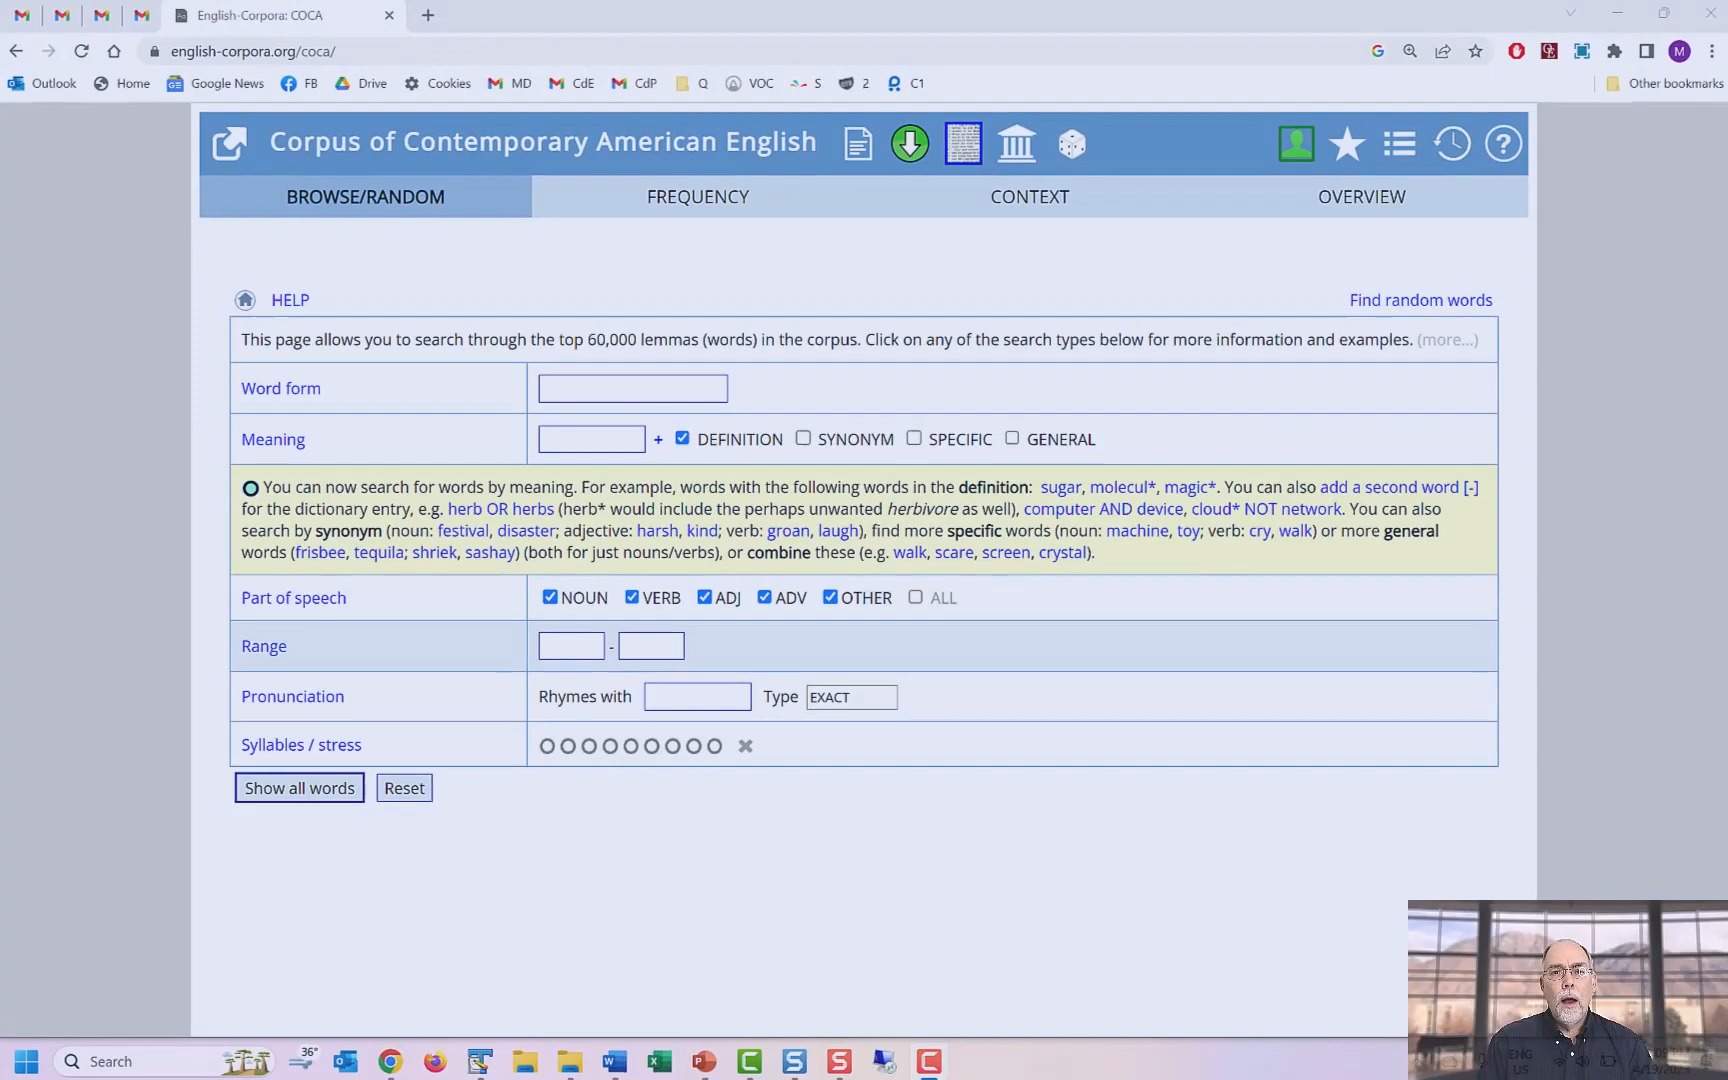 English-Corpora: COCA
english-corpora.org/coca/
M
Outlook Home Google News FB Drive Cookies MD CdE CdP Q VOC S 2 C1 Other bookmarks
Corpus of Contemporary American English
BROWSE/RANDOM FREQUENCY CONTEXT OVERVIEW
HELP Find random words
This page allows you to search through the top 60,000 lemmas (words) in the corpus. Click on any of the search types below for more information and examples. (more...)
Word form
Meaning + DEFINITION SYNONYM SPECIFIC GENERAL
You can now search for words by meaning. For example, words with the following words in the definition: sugar, molecul*, magic*. You can also add a second word [-]
for the dictionary entry, e.g. herb OR herbs (herb* would include the perhaps unwanted herbivore as well), computer AND device, cloud* NOT network. You can also
search by synonym (noun: festival, disaster; adjective: harsh, kind; verb: groan, laugh), find more specific words (noun: machine, toy; verb: cry, walk) or more general
words (frisbee, tequila; shriek, sashay) (both for just nouns/verbs), or combine these (e.g. walk, scare, screen, crystal).
Part of speech NOUN VERB ADJ ADV OTHER ALL
Range -
Pronunciation Rhymes with Type EXACT
Syllables / stress
Show all words Reset
Search 36°
ENG
US